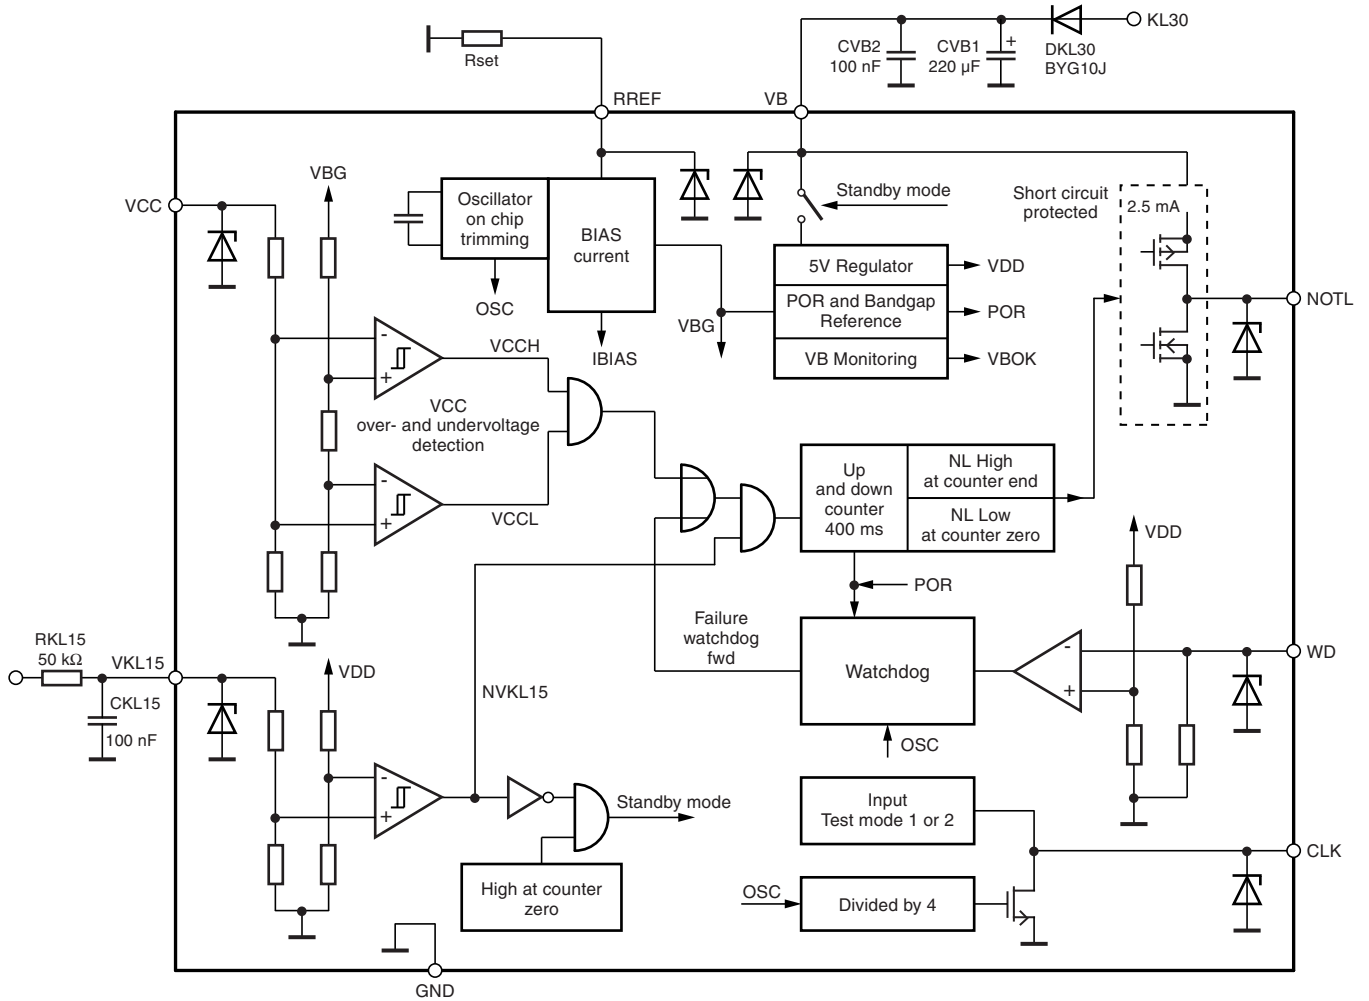 KL30
CVB2
100 nF
CVB1
220 µF
+
DKL30
BYG10J
Rset
RREF
VB
VBG
VCC
Oscillator
on chip
trimming
BIAS
current
Standby mode
Short circuit
protected
2.5 mA
5V Regulator
VDD
POR and Bandgap
Reference
POR
VB Monitoring
VBOK
OSC
IBIAS
VBG
NOTL
-
+
VCCH
VCC
over- and undervoltage
detection
-
+
VCCL
Up
and down
counter
400 ms
NL High
at counter end
NL Low
at counter zero
VDD
POR
Failure
watchdog
fwd
Watchdog
-
+
WD
OSC
RKL15
50 kΩ
VKL15
CKL15
100 nF
VDD
NVKL15
-
+
Standby mode
High at counter
zero
Input
Test mode 1 or 2
CLK
OSC
Divided by 4
GND